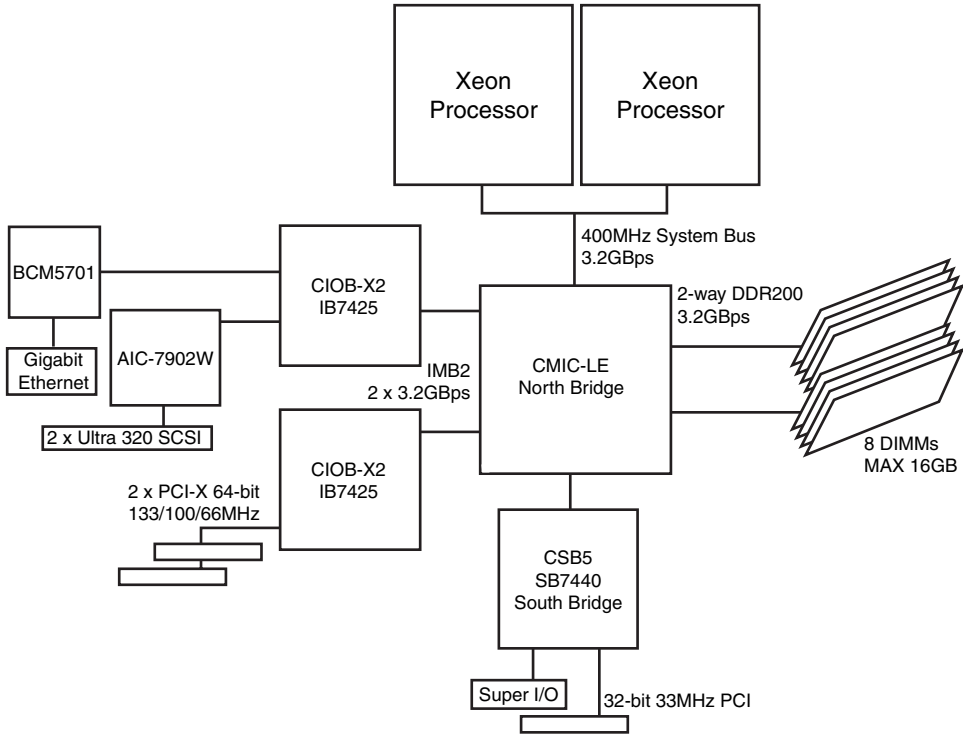 Xeon
Processor
Xeon
Processor
400MHz System Bus
3.2GBps
BCM5701
CIOB-X2
IB7425
2-way DDR200
3.2GBps
Gigabit
Ethernet
AIC-7902W
CMIC-LE
North Bridge
IMB2
2 x 3.2GBps
2 x Ultra 320 SCSI
8 DIMMs
MAX 16GB
CIOB-X2
IB7425
2 x PCI-X 64-bit
133/100/66MHz
CSB5
SB7440
South Bridge
Super I/O
32-bit 33MHz PCI